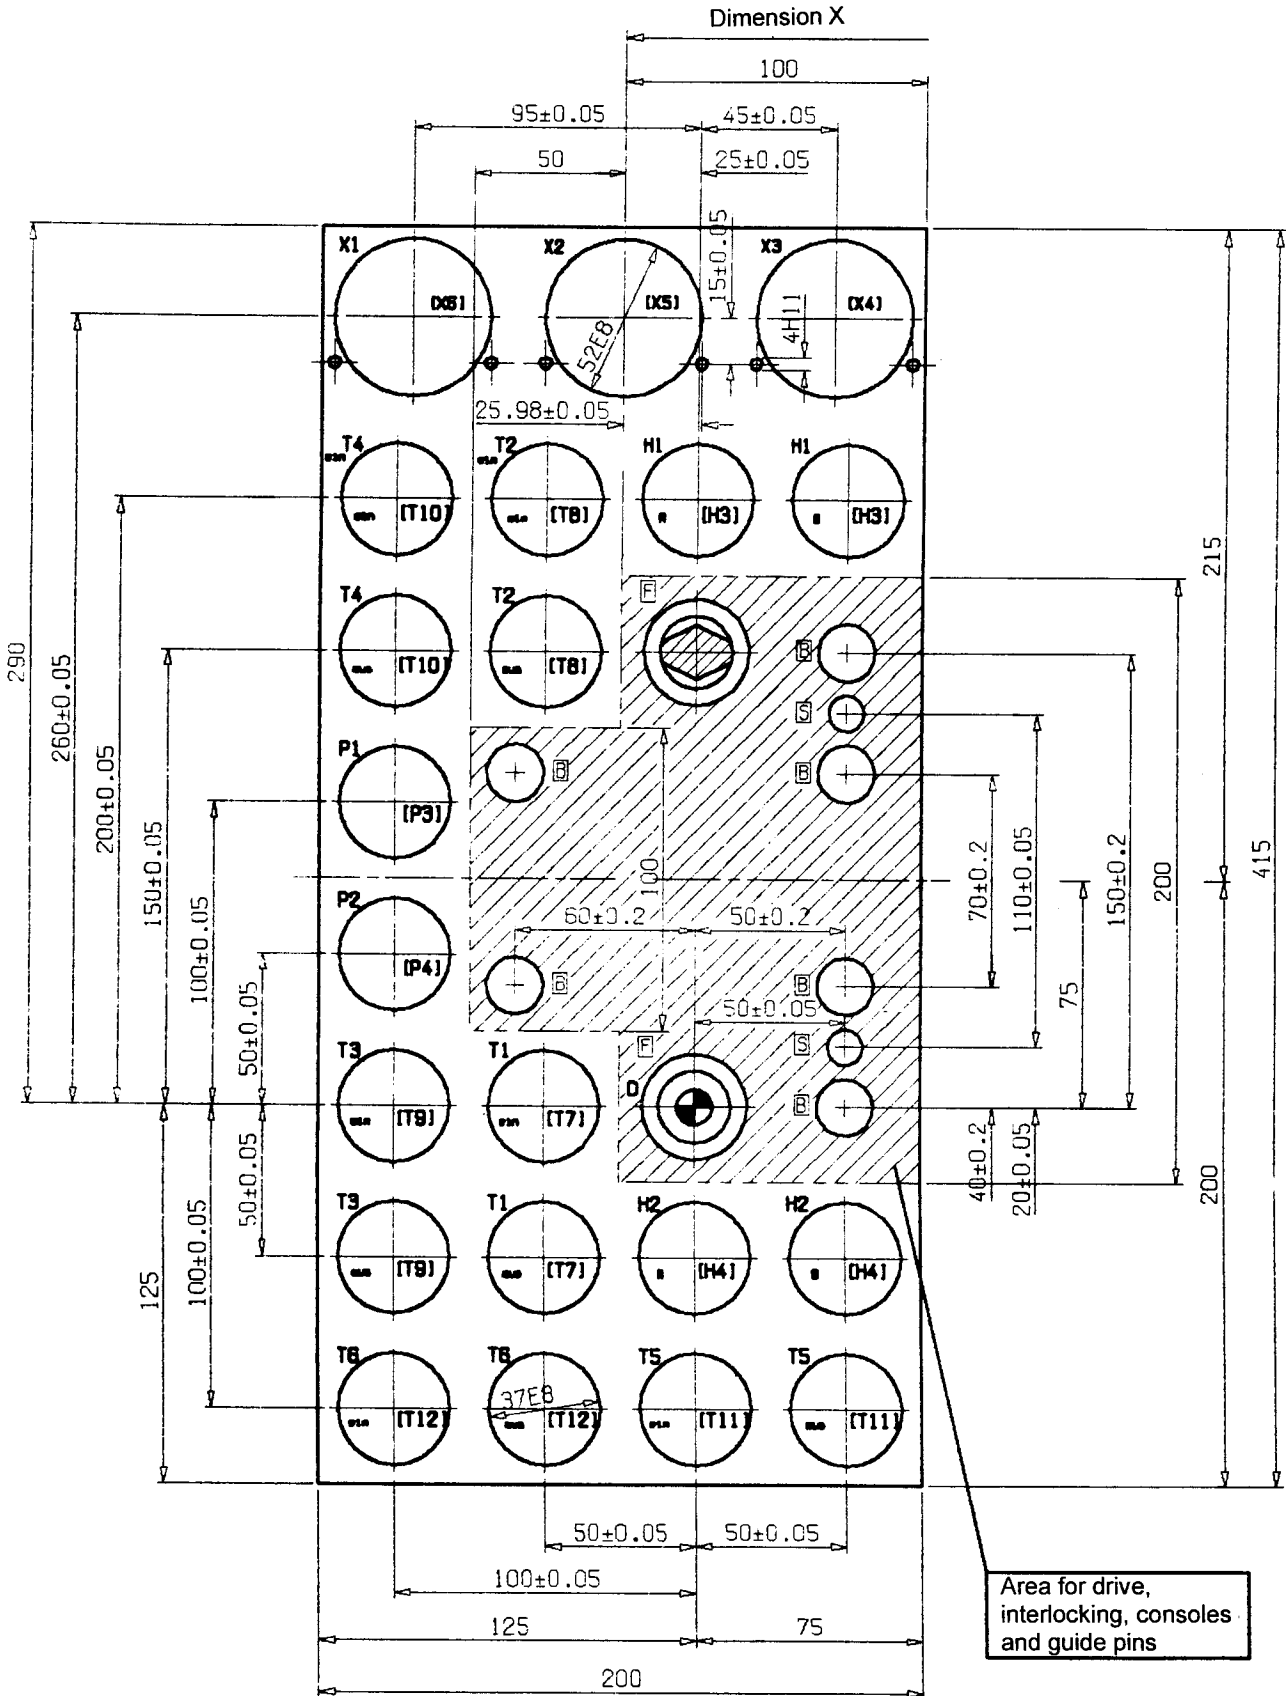 Dimension X
100
95±0.05
45±0.05
50
25±0.05
X1
X2
X3
15±0.05
[X6]
[X5]
[X4]
52E8
4H11
25.98±0.05
T4
T2
H1
H1
[T10]
[T8]
R
[H3]
[H3]
215
290
260±0.05
200±0.05
150±0.05
T4
T2
F
B
[T10]
[T8]
S
P1
B
B
[P3]
100±0.05
100
70±0.2
110±0.05
150±0.2
200
415
P2
60±0.2
50±0.2
[P4]
B
B
50±0.05
50±0.05
75
T3
T1
F
S
D
B
[T9]
[T7]
40±0.2
20±0.05
200
125
100±0.05
50±0.05
T3
T1
H2
H2
[T9]
[T7]
[H4]
[H4]
T6
T6
T5
T5
37E8
[T12]
[T12]
[T11]
[T11]
50±0.05
50±0.05
100±0.05
125
75
200
Area for drive,
interlocking, consoles
and guide pins